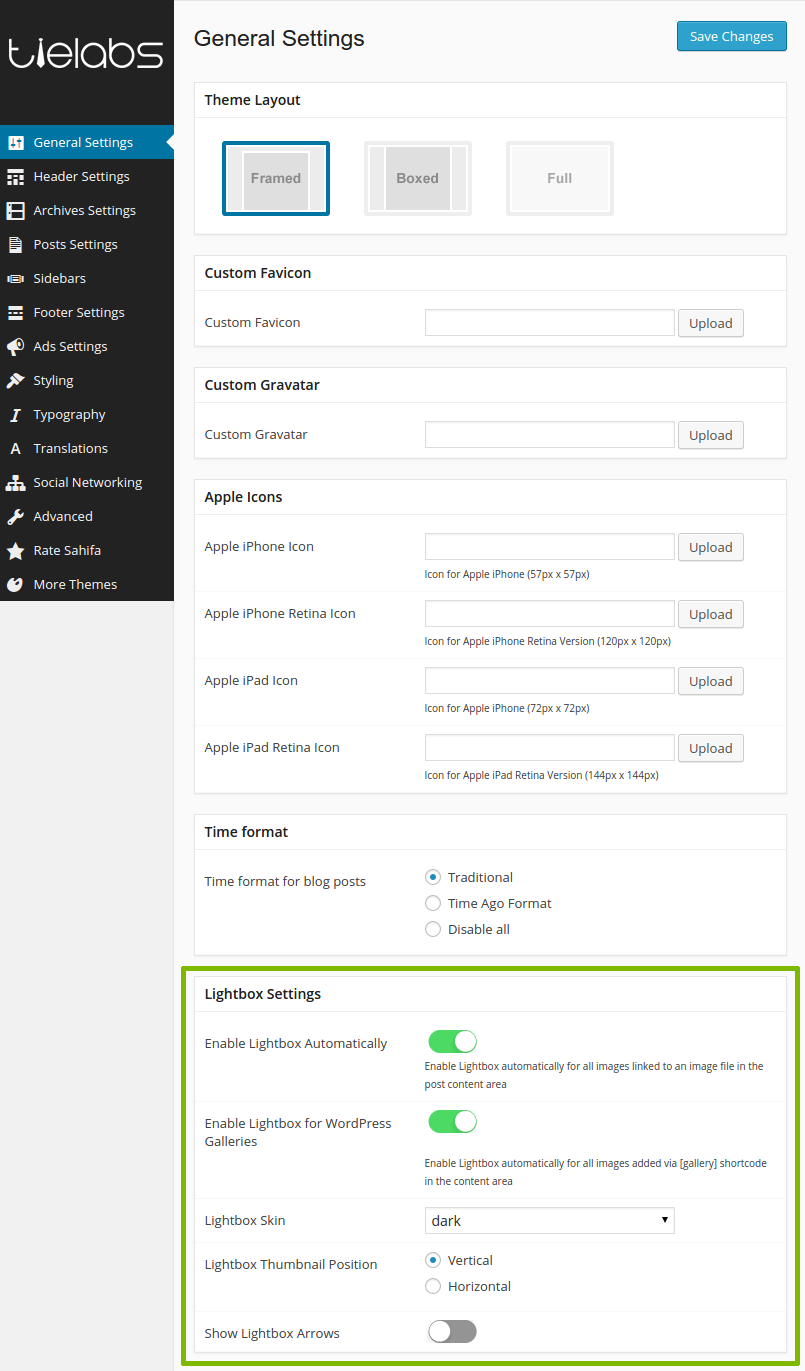 tielabs
General Settings
Header Settings
Archives Settings
Posts Settings
Sidebars
Footer Settings
Ads Settings
Styling
Typography
Translations
Social Networking
Advanced
Rate Sahifa
More Themes
General Settings
Save Changes
Theme Layout
Framed
Boxed
Full
Custom Favicon
Custom Favicon
Upload
Custom Gravatar
Custom Gravatar
Upload
Apple Icons
Apple iPhone Icon
Upload
Icon for Apple iPhone (57px x 57px)
Apple iPhone Retina Icon
Upload
Icon for Apple iPhone Retina Version (120px x 120px)
Apple iPad Icon
Upload
Icon for Apple iPhone (72px x 72px)
Apple iPad Retina Icon
Upload
Icon for Apple iPad Retina Version (144px x 144px)
Time format
Time format for blog posts
Traditional
Time Ago Format
Disable all
Lightbox Settings
Enable Lightbox Automatically
Enable Lightbox automatically for all images linked to an image file in the
post content area
Enable Lightbox for WordPress
Galleries
Enable Lightbox automatically for all images added via [gallery] shortcode
in the content area
Lightbox Skin
dark
Lightbox Thumbnail Position
Vertical
Horizontal
Show Lightbox Arrows